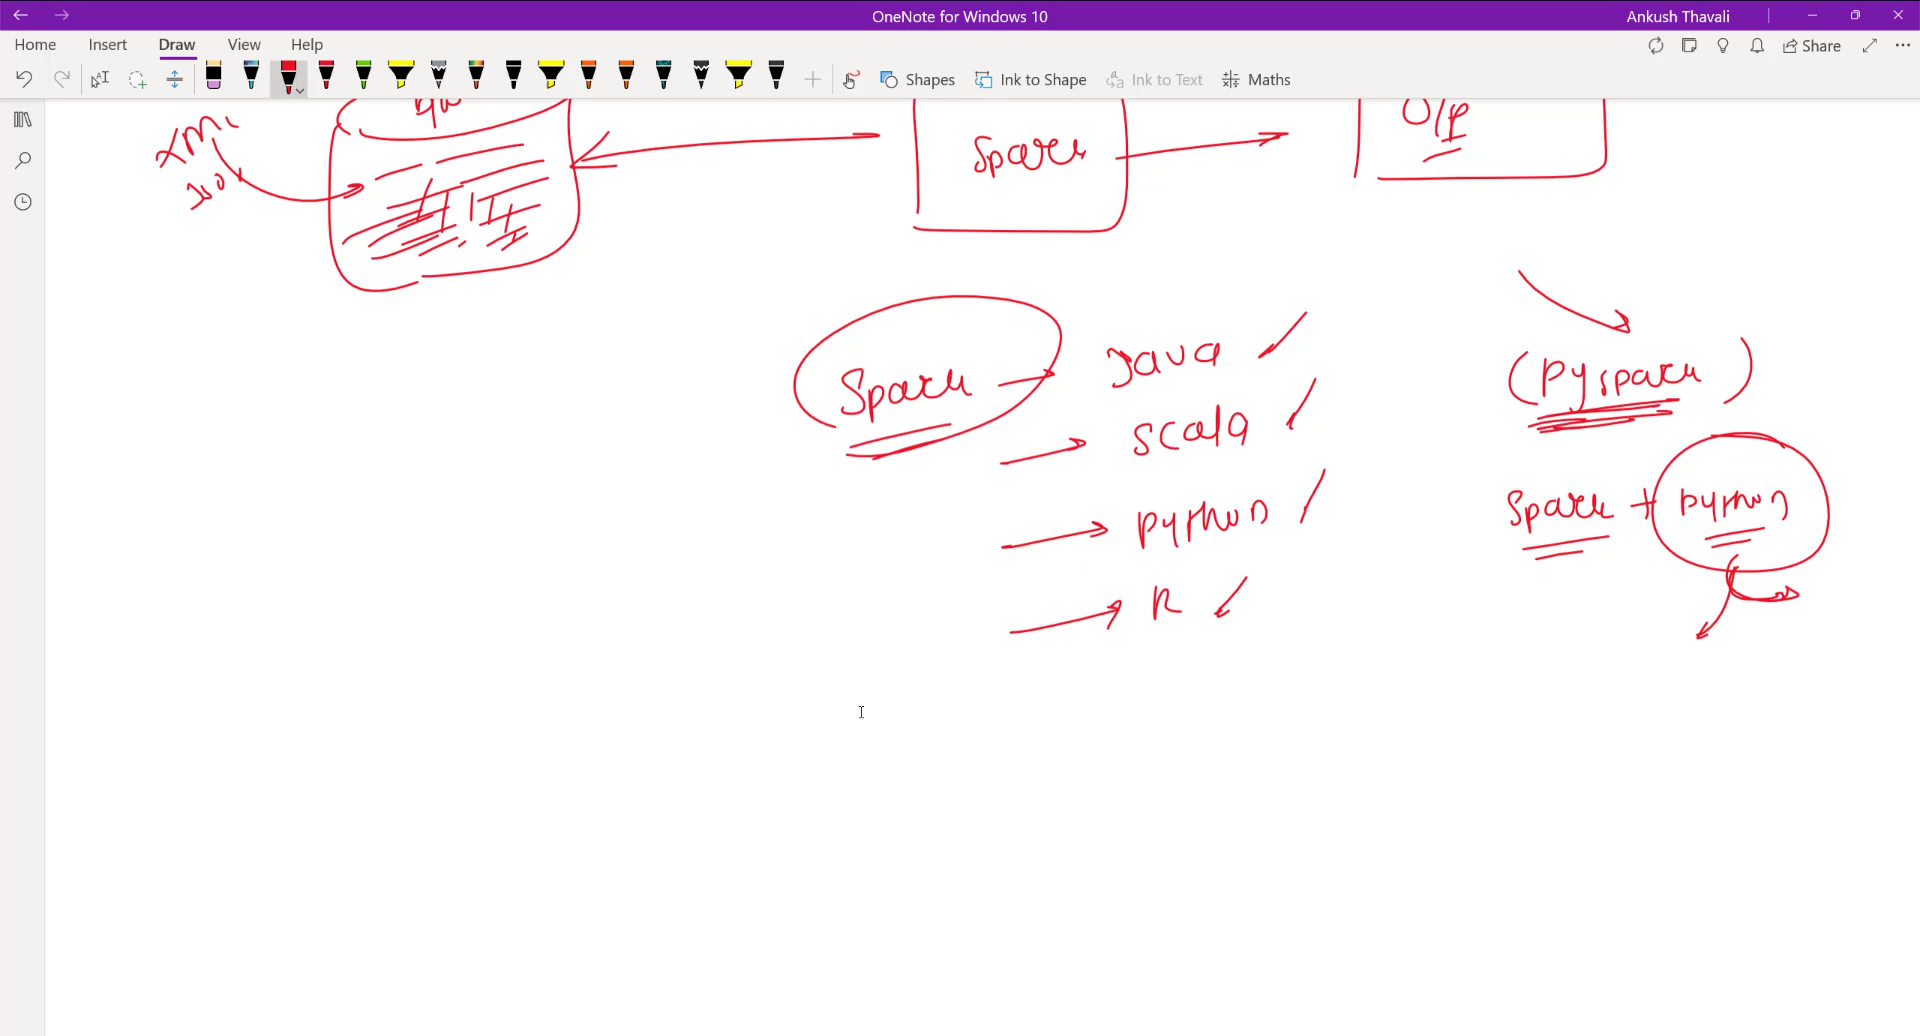 OneNote for Windows 10
Ankush Thavali
Home Insert Draw View Help
Share
Shapes Ink to Shape Ink to Text Maths
XML
Spark
O/P
Spark
Java
Scala
Python
R
(Pyspark)
Spark + Python